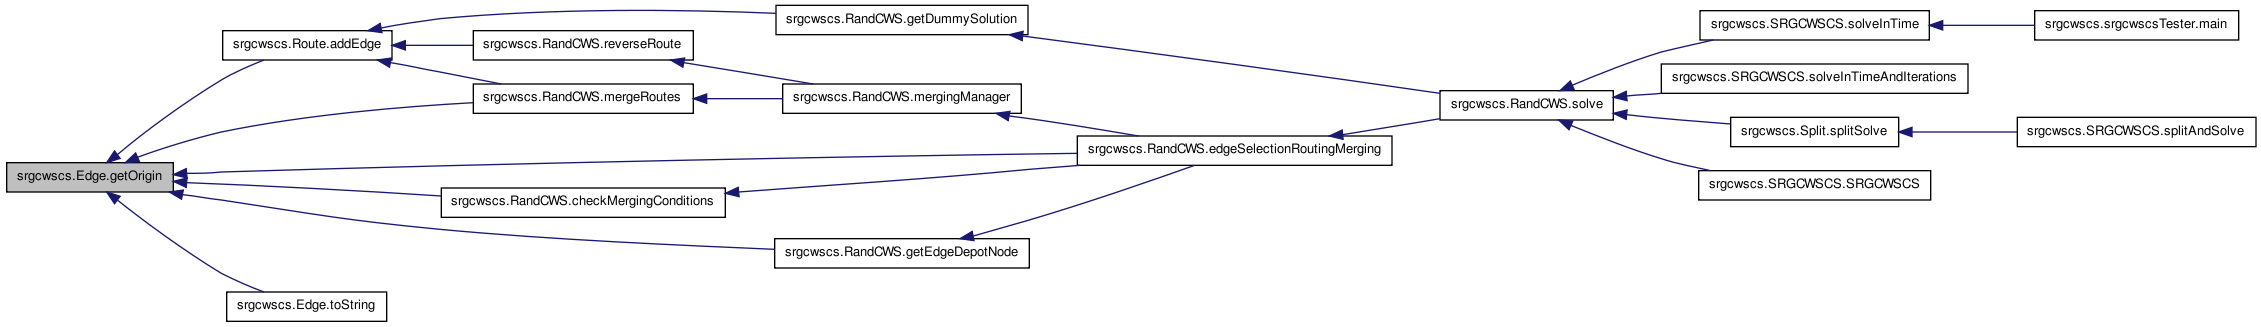 srgcwscs.Edge.getOrigin
srgcwscs.Route.addEdge
srgcwscs.Edge.toString
srgcwscs.RandCWS.reverseRoute
srgcwscs.RandCWS.mergeRoutes
srgcwscs.RandCWS.checkMergingConditions
srgcwscs.RandCWS.getDummySolution
srgcwscs.RandCWS.mergingManager
srgcwscs.RandCWS.getEdgeDepotNode
srgcwscs.RandCWS.edgeSelectionRoutingMerging
srgcwscs.RandCWS.solve
srgcwscs.SRGCWSCS.solveInTime
srgcwscs.SRGCWSCS.solveInTimeAndIterations
srgcwscs.Split.splitSolve
srgcwscs.SRGCWSCS.SRGCWSCS
srgcwscs.srgcwscsTester.main
srgcwscs.SRGCWSCS.splitAndSolve